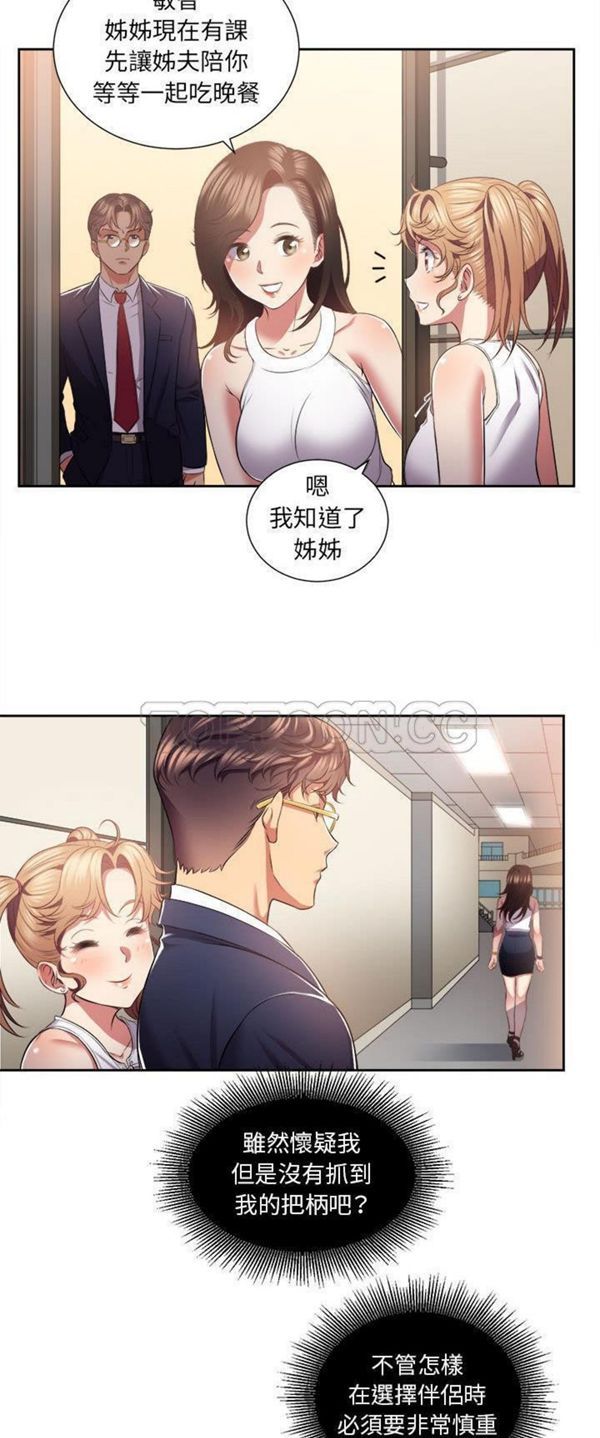 姊姊現在有課
先讓姊夫陪你
等等一起吃晚餐
嗯
我知道了
姊姊
TOPTOON.CC
雖然懷疑我
但是沒有抓到
我的把柄吧？
不管怎樣
在選擇伴侶時
必須要非常慎重